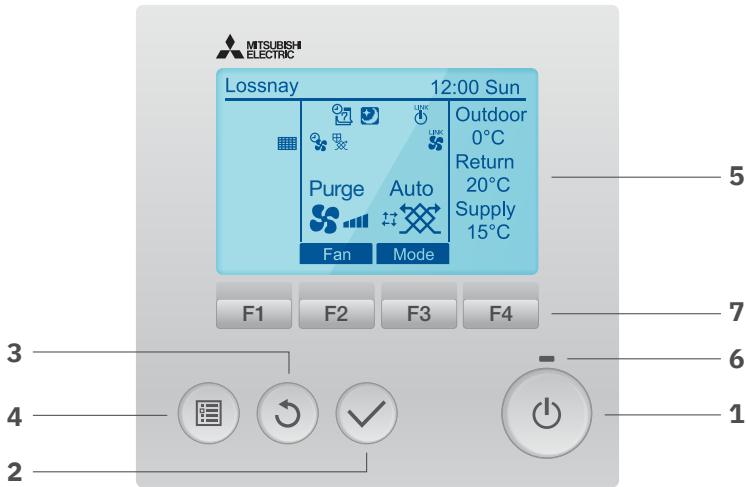 MITSUBISHI
ELECTRIC
Lossnay 12:00 Sun
LINK
LINK
Outdoor
0°C
Return
20°C
Supply
15°C
Purge Auto
Fan Mode
F1 F2 F3 F4
5
7
3
6
4
1
2